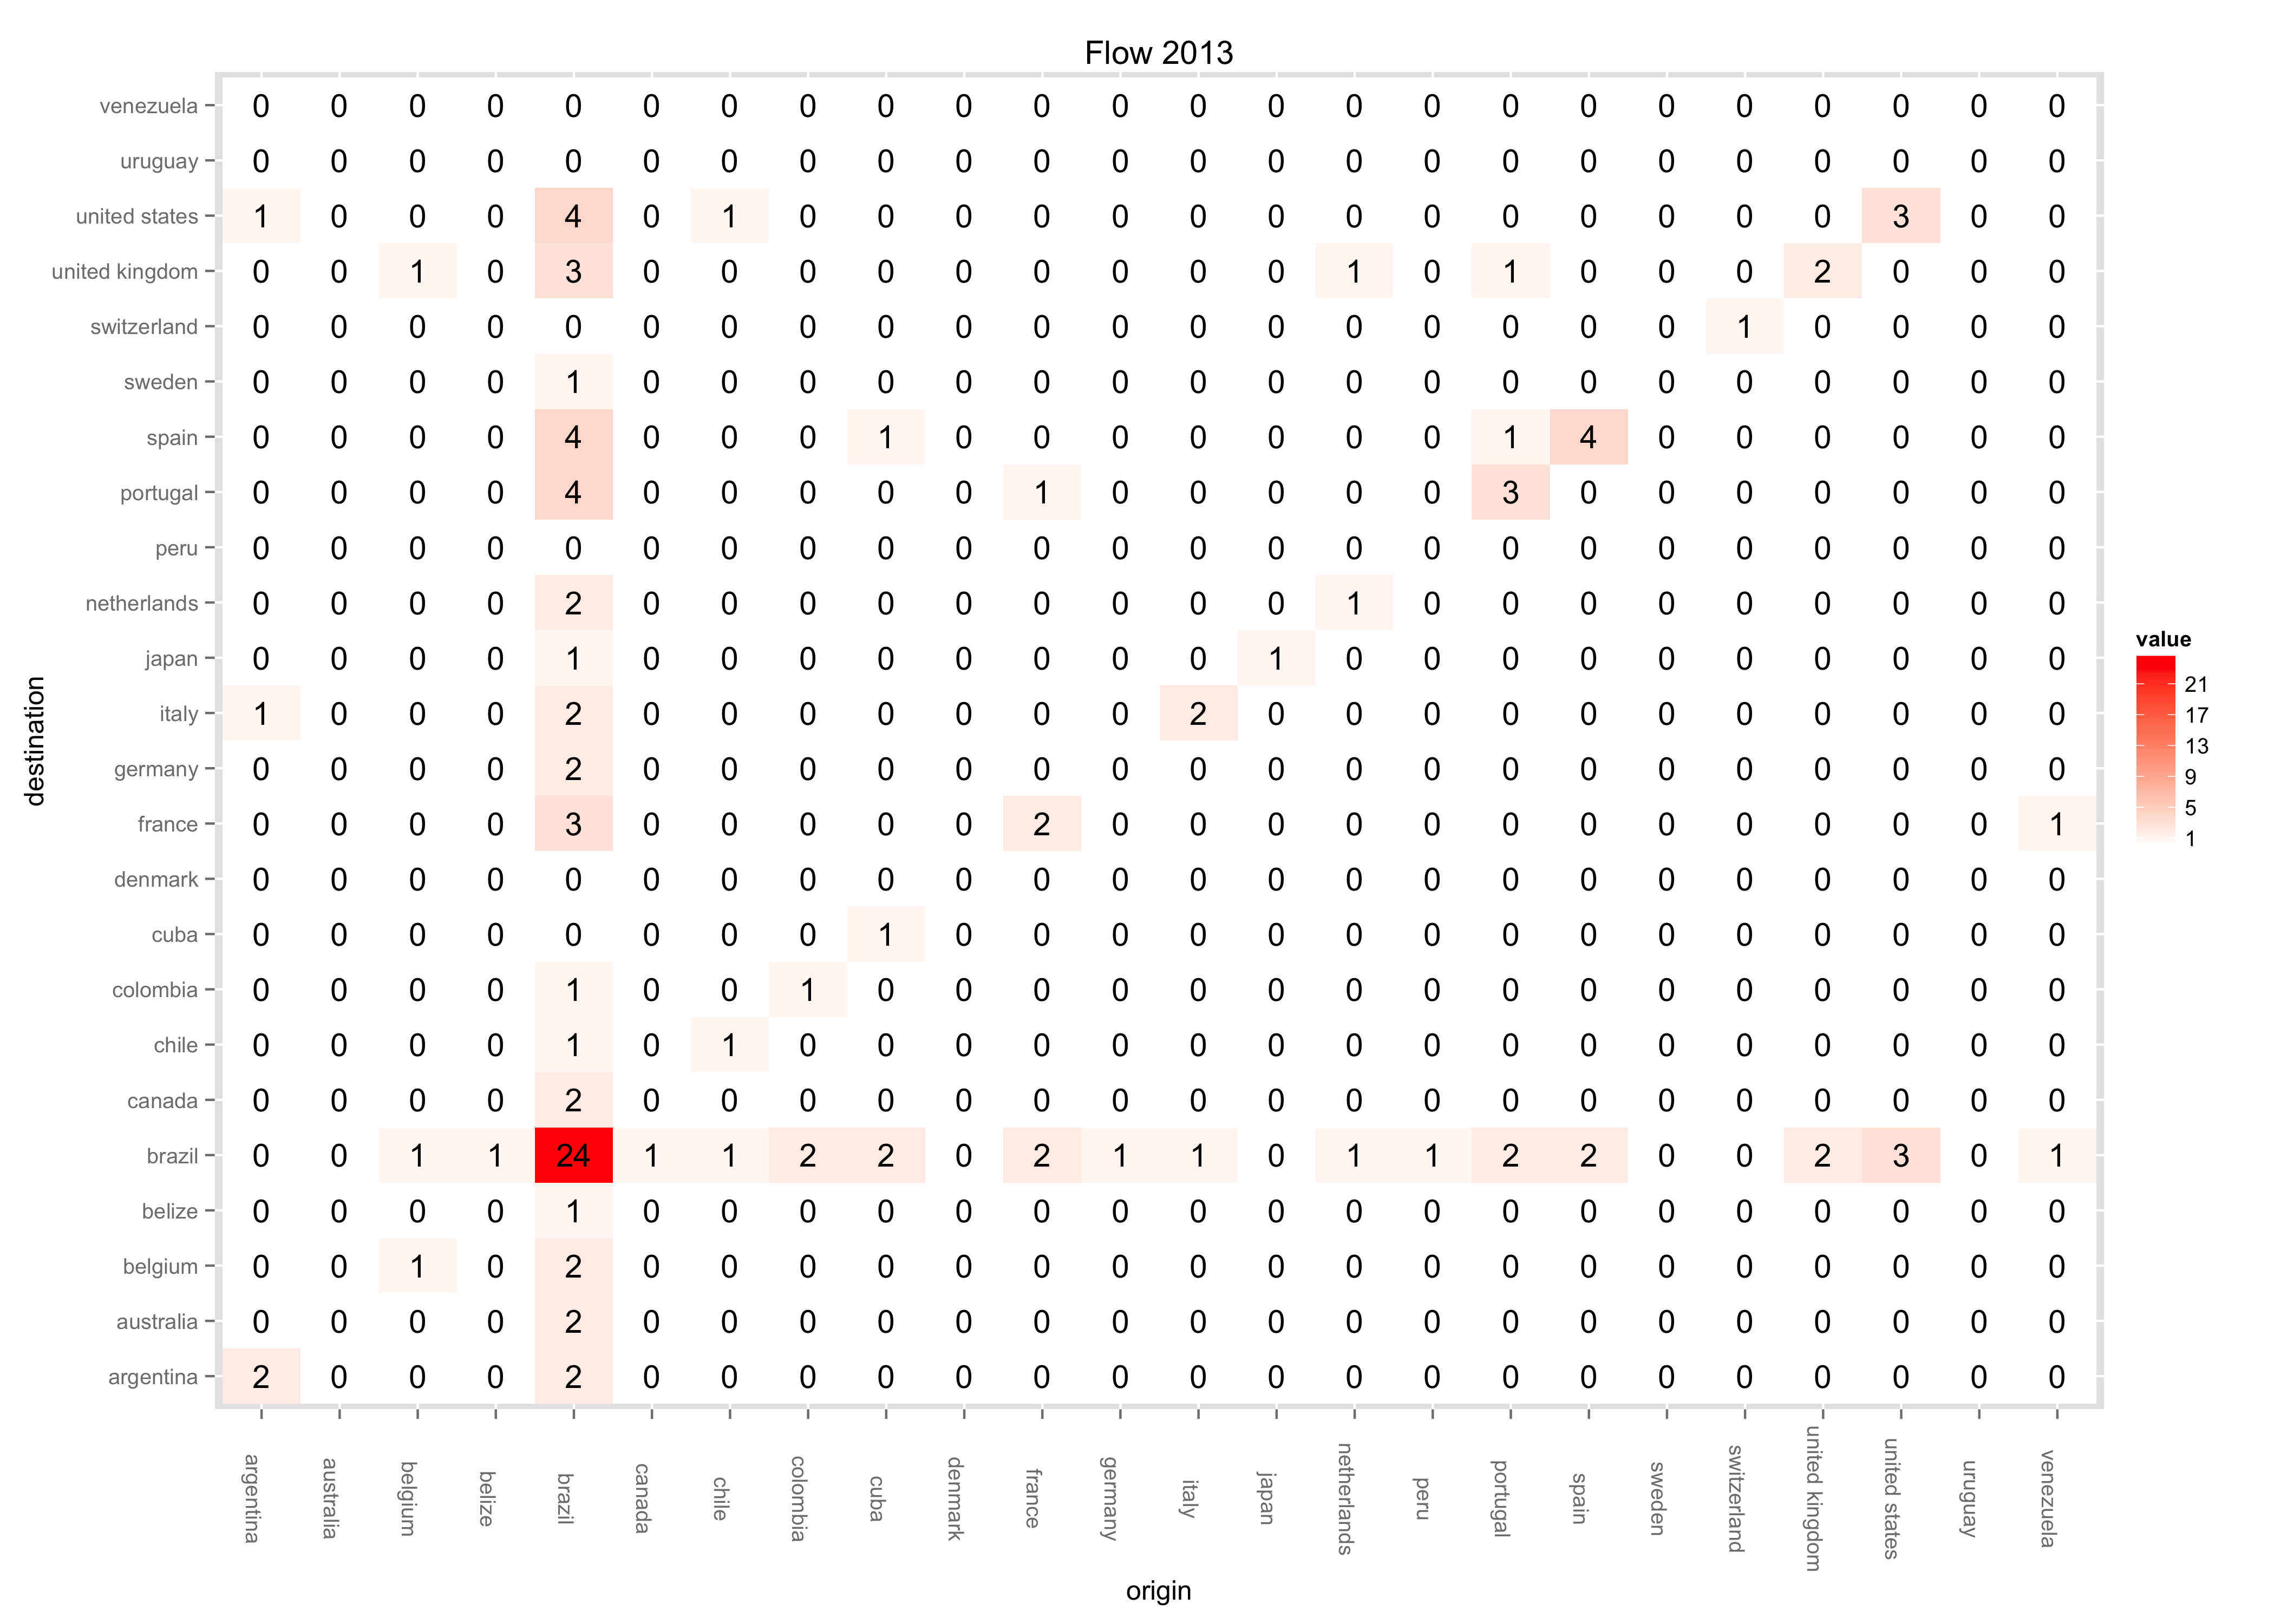 Flow 2013
venezuela 0 0 0 0 0 0 0 0 0 0 0 0 0 0 0 0 0 0 0 0 0 0 0 0
uruguay 0 0 0 0 0 0 0 0 0 0 0 0 0 0 0 0 0 0 0 0 0 0 0 0
united states 1 0 0 0 4 0 1 0 0 0 0 0 0 0 0 0 0 0 0 0 0 3 0 0
united kingdom 0 0 1 0 3 0 0 0 0 0 0 0 0 0 1 0 1 0 0 0 2 0 0 0
switzerland 0 0 0 0 0 0 0 0 0 0 0 0 0 0 0 0 0 0 0 1 0 0 0 0
sweden 0 0 0 0 1 0 0 0 0 0 0 0 0 0 0 0 0 0 0 0 0 0 0 0
spain 0 0 0 0 4 0 0 0 1 0 0 0 0 0 0 0 1 4 0 0 0 0 0 0
portugal 0 0 0 0 4 0 0 0 0 0 1 0 0 0 0 0 3 0 0 0 0 0 0 0
peru 0 0 0 0 0 0 0 0 0 0 0 0 0 0 0 0 0 0 0 0 0 0 0 0
netherlands 0 0 0 0 2 0 0 0 0 0 0 0 0 0 1 0 0 0 0 0 0 0 0 0
japan 0 0 0 0 1 0 0 0 0 0 0 0 0 1 0 0 0 0 0 0 0 0 0 0
italy 1 0 0 0 2 0 0 0 0 0 0 0 2 0 0 0 0 0 0 0 0 0 0 0
germany 0 0 0 0 2 0 0 0 0 0 0 0 0 0 0 0 0 0 0 0 0 0 0 0
france 0 0 0 0 3 0 0 0 0 0 2 0 0 0 0 0 0 0 0 0 0 0 0 1
denmark 0 0 0 0 0 0 0 0 0 0 0 0 0 0 0 0 0 0 0 0 0 0 0 0
cuba 0 0 0 0 0 0 0 0 1 0 0 0 0 0 0 0 0 0 0 0 0 0 0 0
colombia 0 0 0 0 1 0 0 1 0 0 0 0 0 0 0 0 0 0 0 0 0 0 0 0
chile 0 0 0 0 1 0 1 0 0 0 0 0 0 0 0 0 0 0 0 0 0 0 0 0
canada 0 0 0 0 2 0 0 0 0 0 0 0 0 0 0 0 0 0 0 0 0 0 0 0
brazil 0 0 1 1 24 1 1 2 2 0 2 1 1 0 1 1 2 2 0 0 2 3 0 1
belize 0 0 0 0 1 0 0 0 0 0 0 0 0 0 0 0 0 0 0 0 0 0 0 0
belgium 0 0 1 0 2 0 0 0 0 0 0 0 0 0 0 0 0 0 0 0 0 0 0 0
australia 0 0 0 0 2 0 0 0 0 0 0 0 0 0 0 0 0 0 0 0 0 0 0 0
argentina 2 0 0 0 2 0 0 0 0 0 0 0 0 0 0 0 0 0 0 0 0 0 0 0
argentina australia belgium belize brazil canada chile colombia cuba denmark france germany italy japan netherlands peru portugal spain sweden switzerland united kingdom united states uruguay venezuela
origin
destination
value
21
17
13
9
5
1